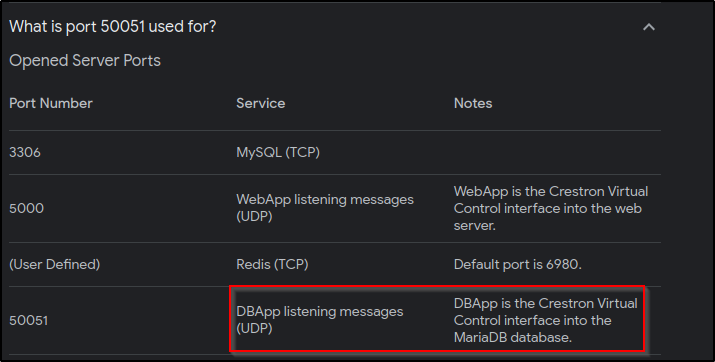 What is port 50051 used for?
Opened Server Ports
Port Number Service Notes
3306 MySQL (TCP)
5000 WebApp listening messages (UDP) WebApp is the Crestron Virtual Control interface into the web server.
(User Defined) Redis (TCP) Default port is 6980.
50051 DBApp listening messages (UDP) DBApp is the Crestron Virtual Control interface into the MariaDB database.